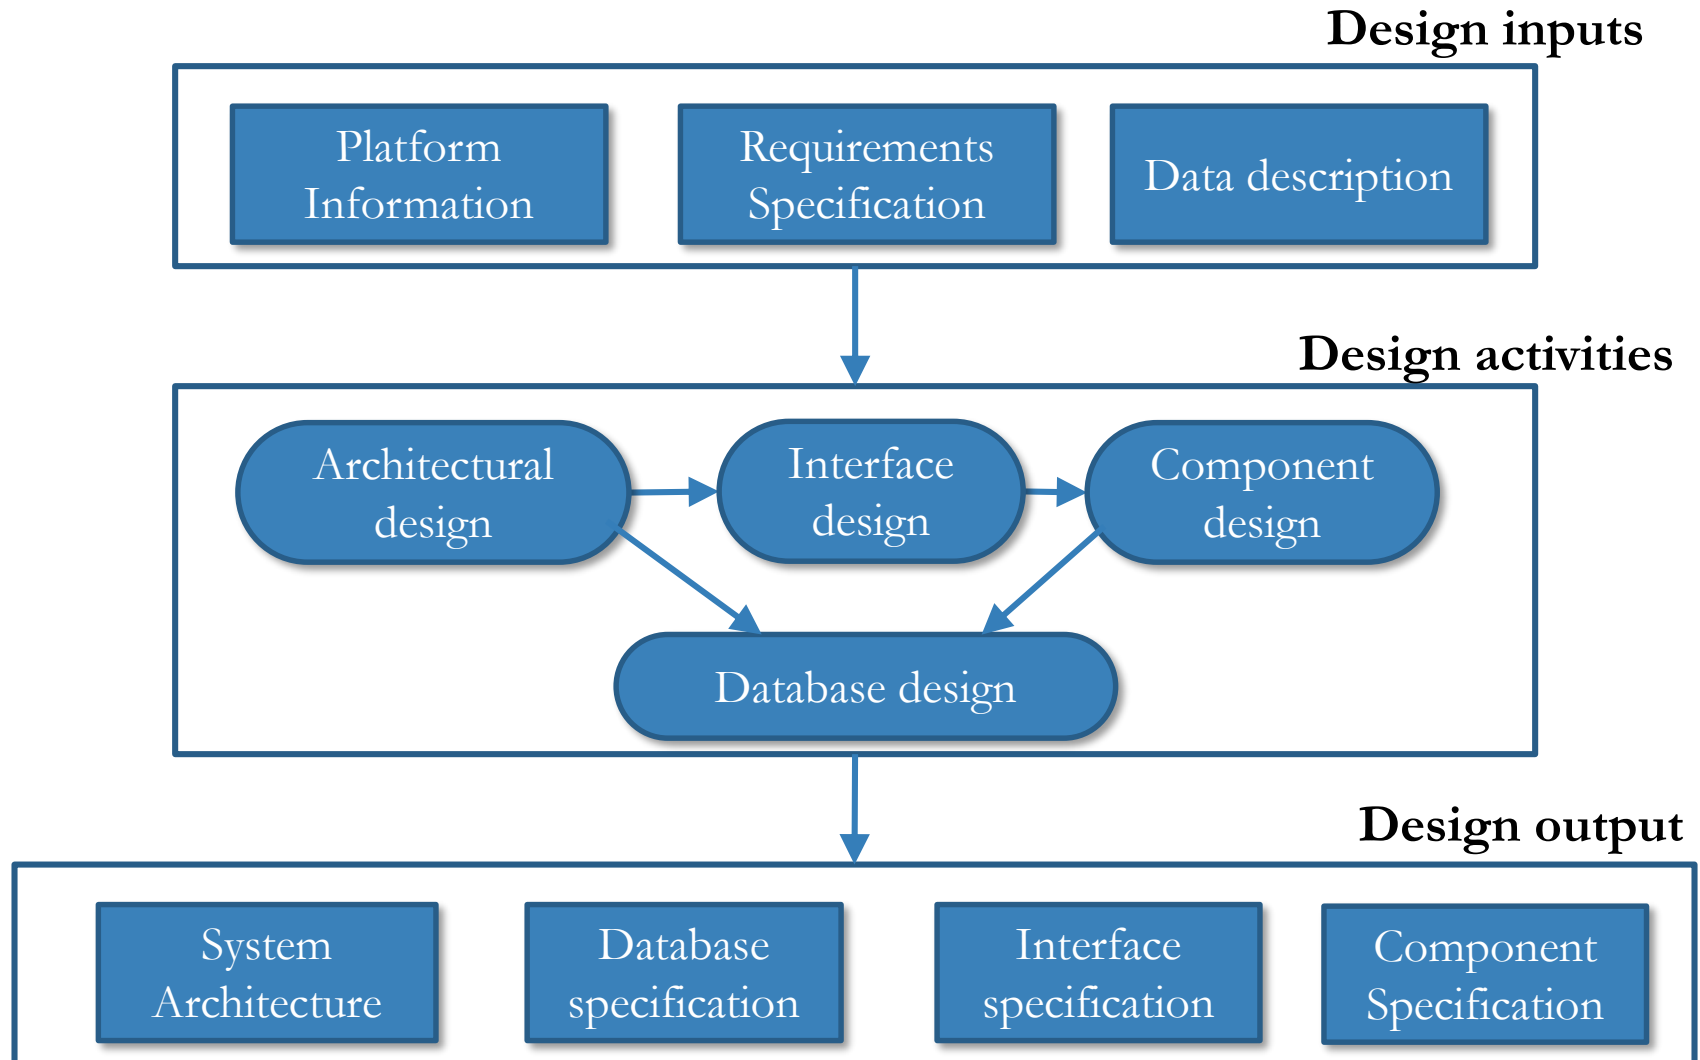 Design inputs
Platform
Information
Requirements
Specification
Data description
Design activities
Architectural
design
Interface
design
Component
design
Database design
Design output
System
Architecture
Database
specification
Interface
specification
Component
Specification